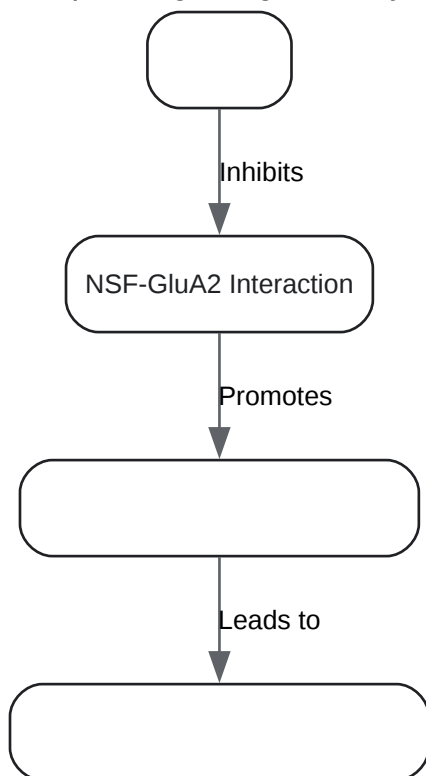 Inhibits
NSF-GluA2 Interaction
Promotes
Leads to